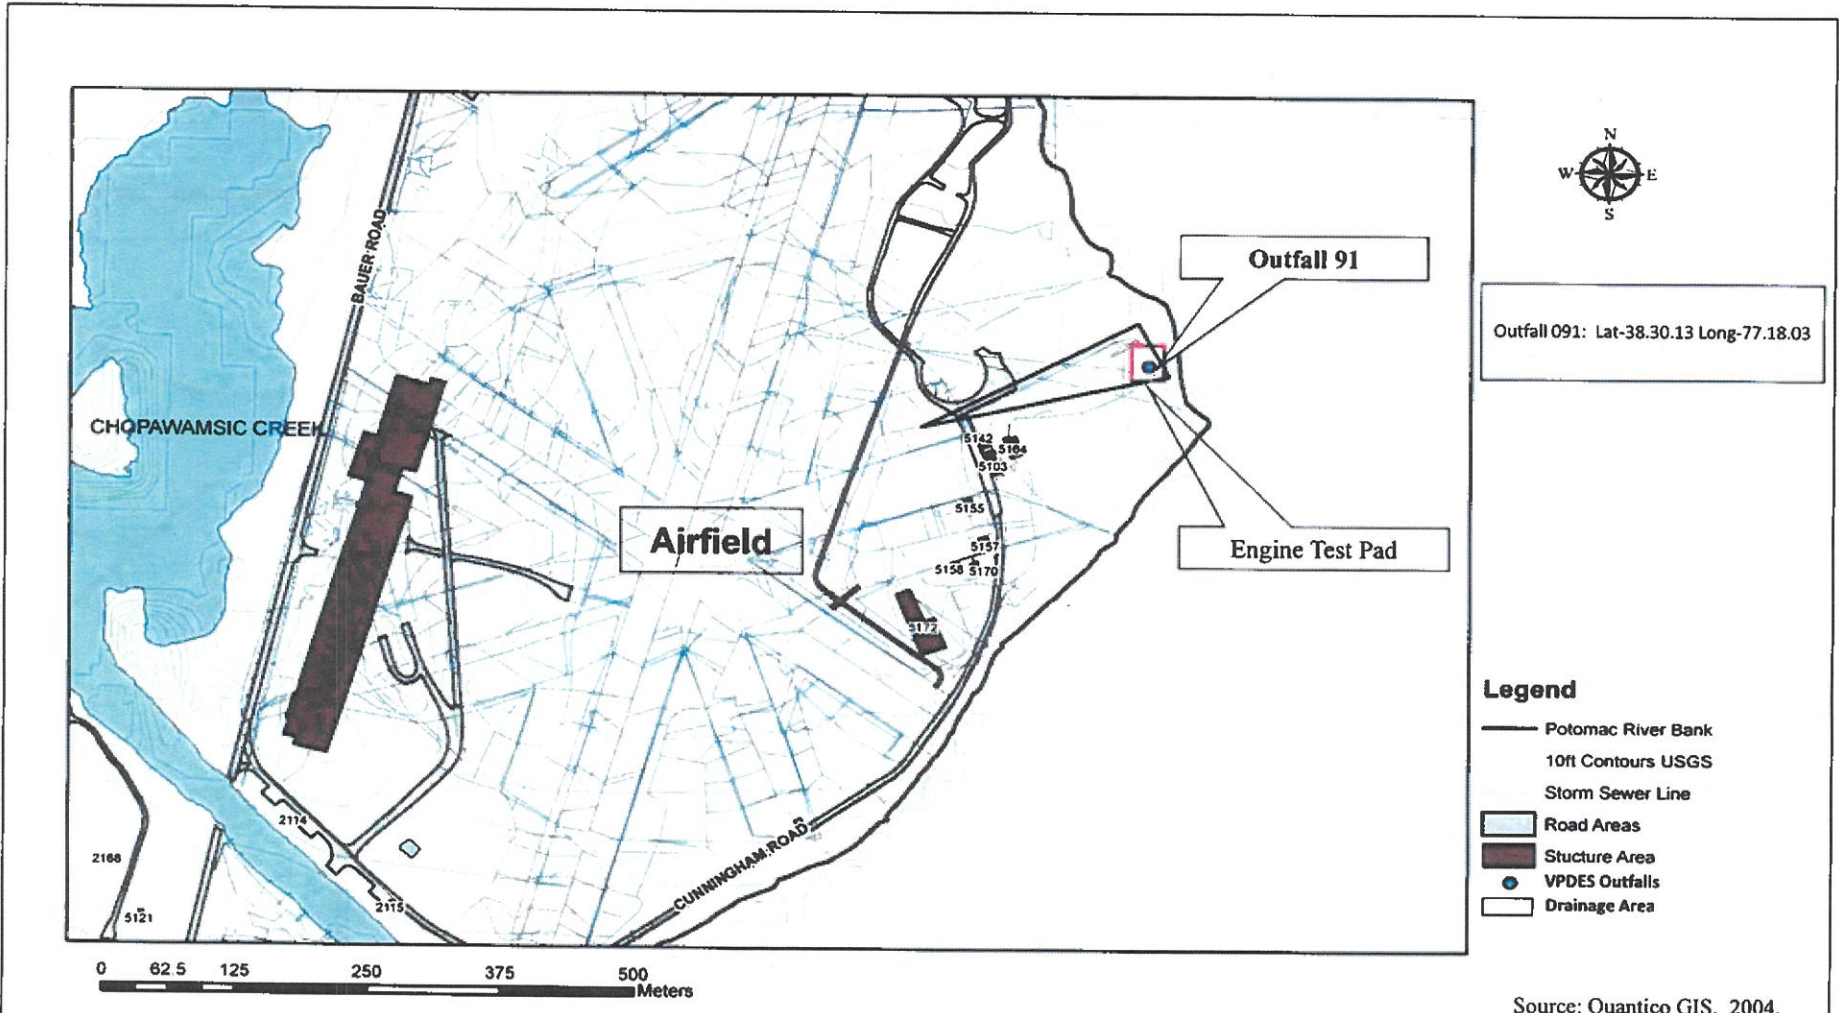 N
W E
S
Outfall 91
Outfall 091: Lat-38.30.13 Long-77.18.03
BAUER ROAD
CHOPAWAMSIC CREEK
5142
5164
5103
5155
Airfield
5157
5158 5170
Engine Test Pad
5172
Legend
Potomac River Bank
10ft Contours USGS
Storm Sewer Line
Road Areas
Stucture Area
VPDES Outfalls
Drainage Area
2114
CUNNINGHAM ROAD
2168
2115
5121
0 62.5 125 250 375 500
Meters
Source: Quantico GIS, 2004.